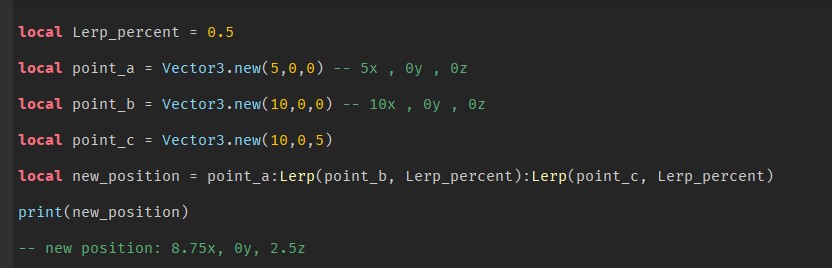 local Lerp_percent = 0.5
local point_a = Vector3.new(5,0,0) -- 5x , 0y , 0z
local point_b = Vector3.new(10,0,0) -- 10x , 0y , 0z
local point_c = Vector3.new(10,0,5)
local new_position = point_a:Lerp(point_b, Lerp_percent):Lerp(point_c, Lerp_percent)
print(new_position)
-- new position: 8.75x, 0y, 2.5z